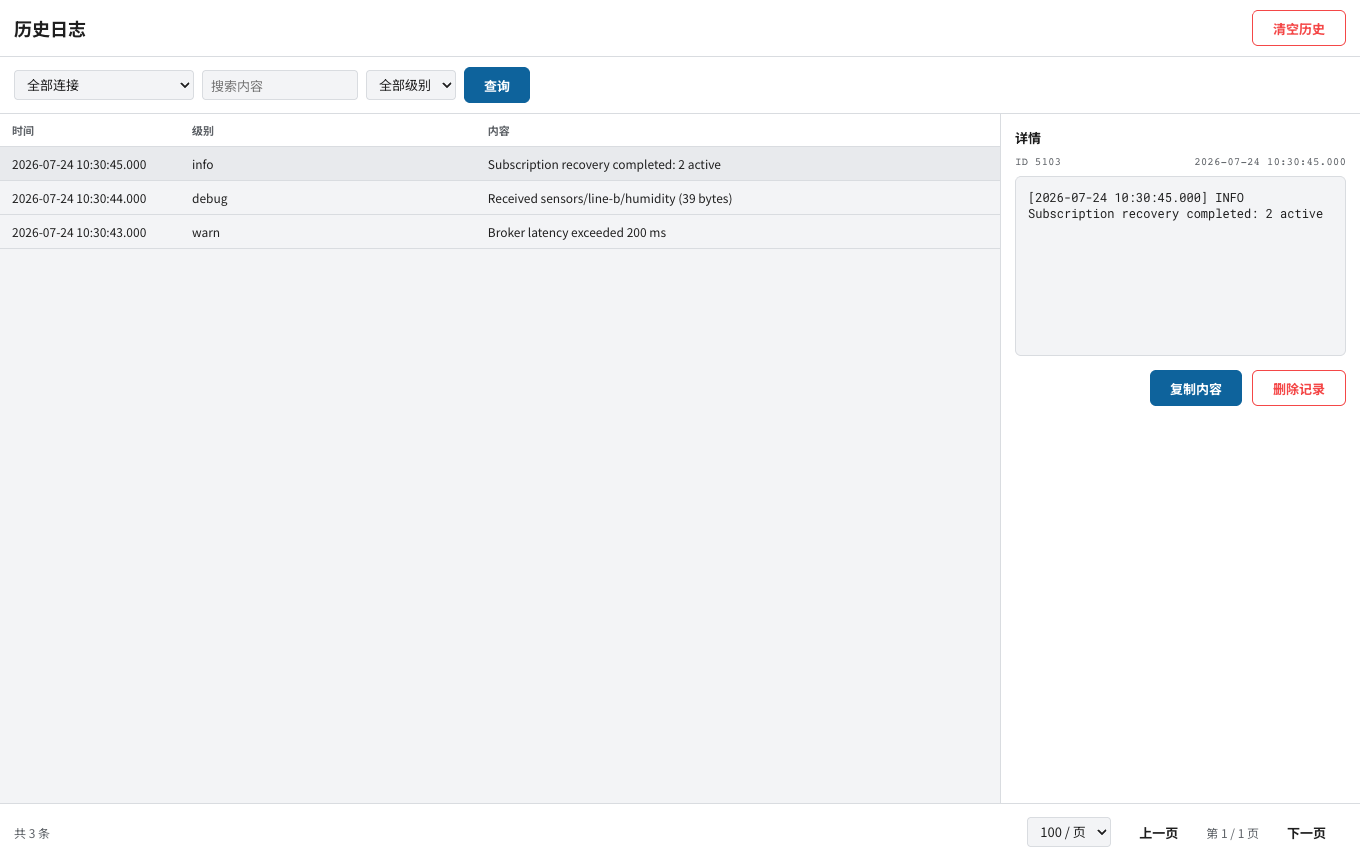 历史日志
清空历史
全部连接
搜索内容
全部级别
查询
时间 级别 内容
2026-07-24 10:30:45.000 info Subscription recovery completed: 2 active
2026-07-24 10:30:44.000 debug Received sensors/line-b/humidity (39 bytes)
2026-07-24 10:30:43.000 warn Broker latency exceeded 200 ms
详情
ID 5103 2026-07-24 10:30:45.000
[2026-07-24 10:30:45.000] INFO
Subscription recovery completed: 2 active
复制内容
删除记录
共 3 条
100 / 页
上一页
第 1 / 1 页
下一页